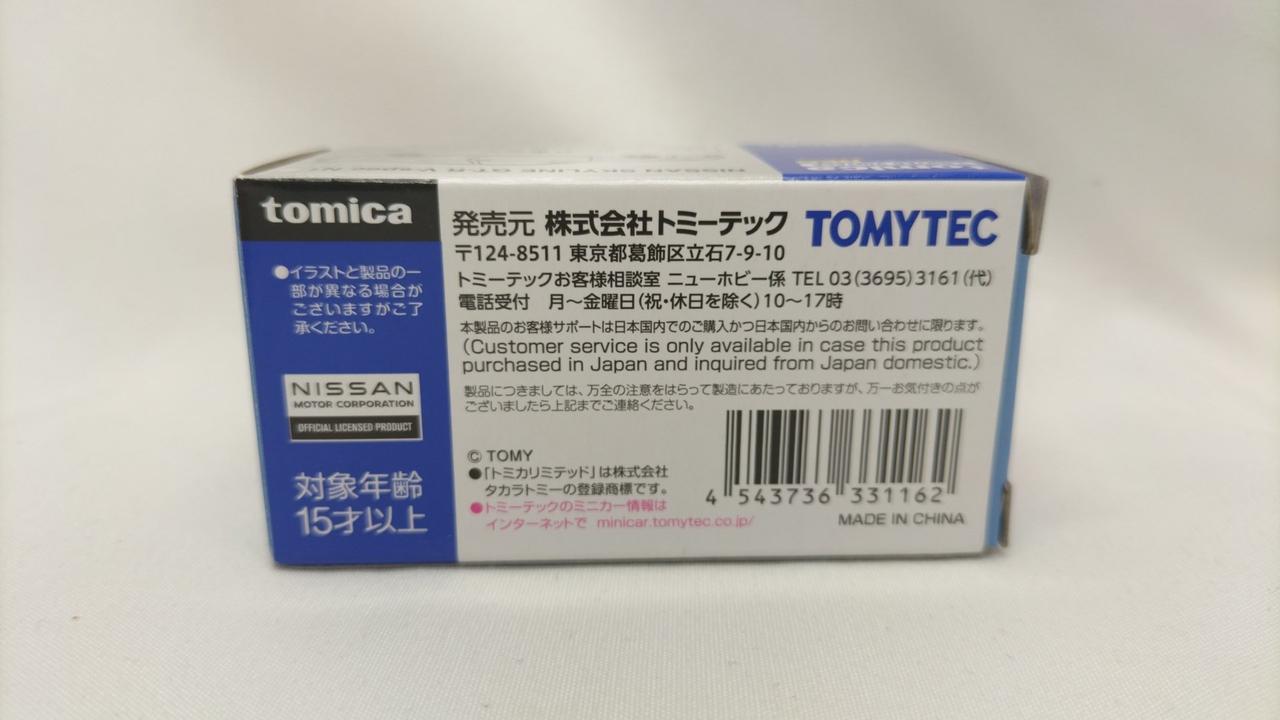 NISSAN SKYLINE GT-R V-spec N1
tomica
●イラストと製品の一
部が異なる場合が
ございますがご了
承ください。
NISSAN
MOTOR CORPORATION
OFFICIAL LICENSED PRODUCT
対象年齢
15才以上
発売元 株式会社トミーテック TOMYTEC
〒124-8511 東京都葛飾区立石7-9-10
トミーテックお客様相談室 ニューホビー係 TEL 03(3695)3161(代)
電話受付 月～金曜日(祝・休日を除く)10～17時
本製品のお客様サポートは日本国内でのご購入かつ日本国内からのお問い合わせに限ります。
(Customer service is only available in case this product
purchased in Japan and inquired from Japan domestic.)
製品につきましては、万全の注意をはらって製造にあたっておりますが、万一お気付きの点が
ございましたら上記までご連絡ください。
© TOMY
●「トミカリミテッド」は株式会社
タカラトミーの登録商標です。
●トミーテックのミニカー情報は
インターネットで minicar.tomytec.co.jp/
4 543736 331162
MADE IN CHINA